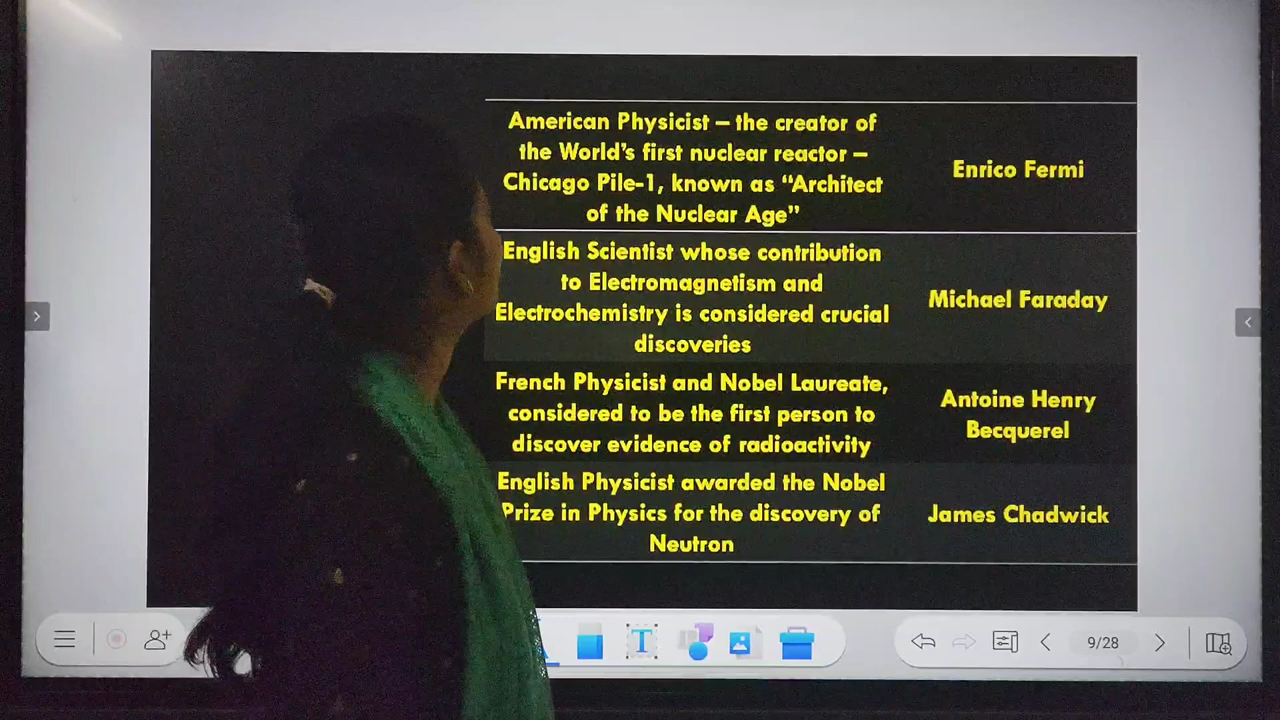 American Physicist – the creator of
the World's first nuclear reactor –
Chicago Pile-1, known as "Architect
of the Nuclear Age"
Enrico Fermi
English Scientist whose contribution
to Electromagnetism and
Electrochemistry is considered crucial
discoveries
Michael Faraday
French Physicist and Nobel Laureate,
considered to be the first person to
discover evidence of radioactivity
Antoine Henry
Becquerel
English Physicist awarded the Nobel
Prize in Physics for the discovery of
Neutron
James Chadwick
T
9/28